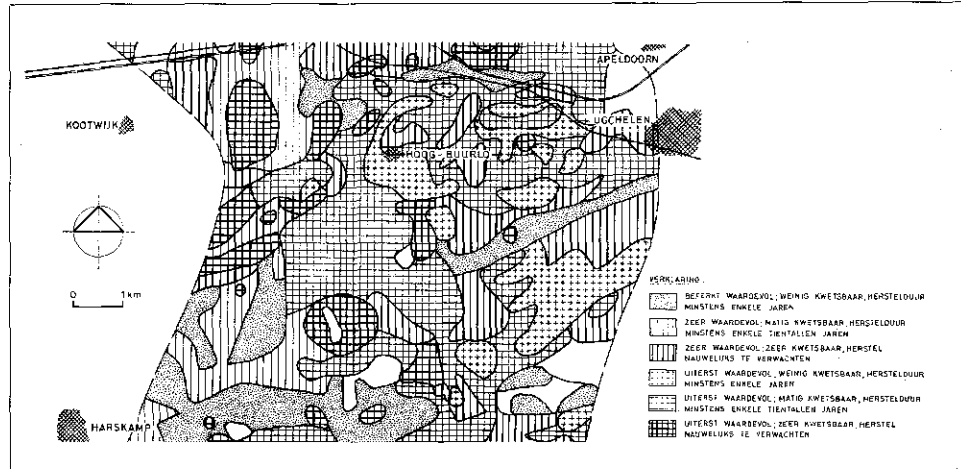 APELDOORN
KOOTWIJK
UGCHELEN
HOOG BUURLO
0 1km
VERKLARING:
BEPERKT WAARDEVOL; WEINIG KWETSBAAR, HERSTELDUUR
MINSTENS ENKELE JAREN
ZEER WAARDEVOL; MATIG KWETSBAAR, HERSTELDUUR
MINSTENS ENKELE TIENTALLEN JAREN
ZEER WAARDEVOL; ZEER KWETSBAAR, HERSTEL
NAUWELIJKS TE VERWACHTEN
UITERST WAARDEVOL, WEINIG KWETSBAAR, HERSTELDUUR
MINSTENS ENKELE JAREN
UITERST WAARDEVOL; MATIG KWETSBAAR, HERSTELDUUR
MINSTENS ENKELE TIENTALLEN JAREN
UITERST WAARDEVOL; ZEER KWETSBAAR, HERSTEL
NAUWELIJKS TE VERWACHTEN
HARSKAMP